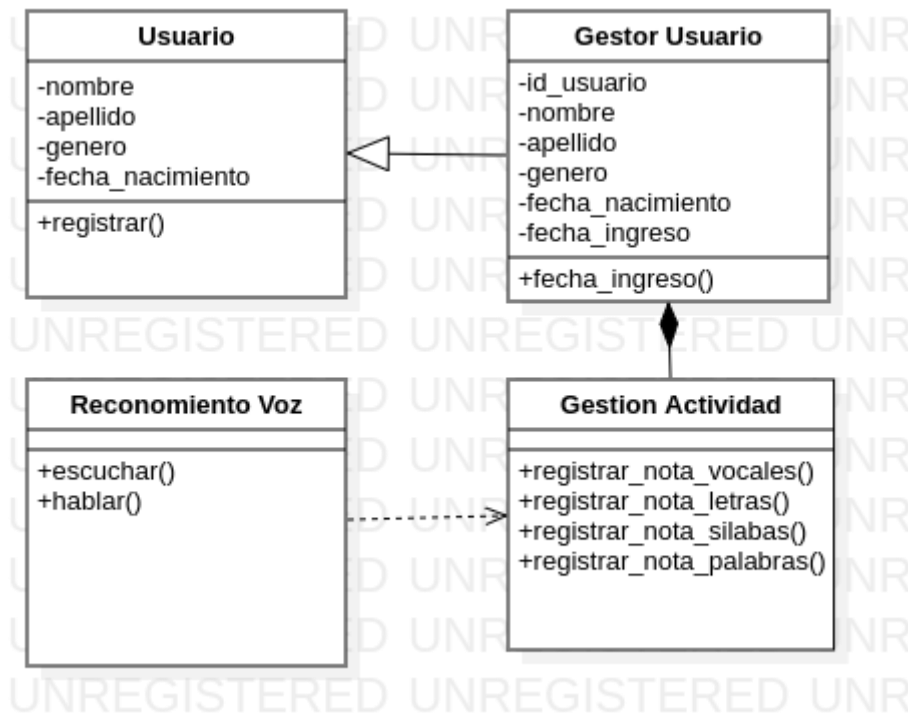 Usuario
-nombre
-apellido
-genero
-fecha_nacimiento
+registrar()
Gestor Usuario
-id_usuario
-nombre
-apellido
-genero
-fecha_nacimiento
-fecha_ingreso
+fecha_ingreso()
UNREGISTERED UNREGISTERED UNR
Reconomiento Voz
+escuchar()
+hablar()
Gestion Actividad
+registrar_nota_vocales()
+registrar_nota_letras()
+registrar_nota_silabas()
+registrar_nota_palabras()
UNREGISTERED UNREGISTERED UNR